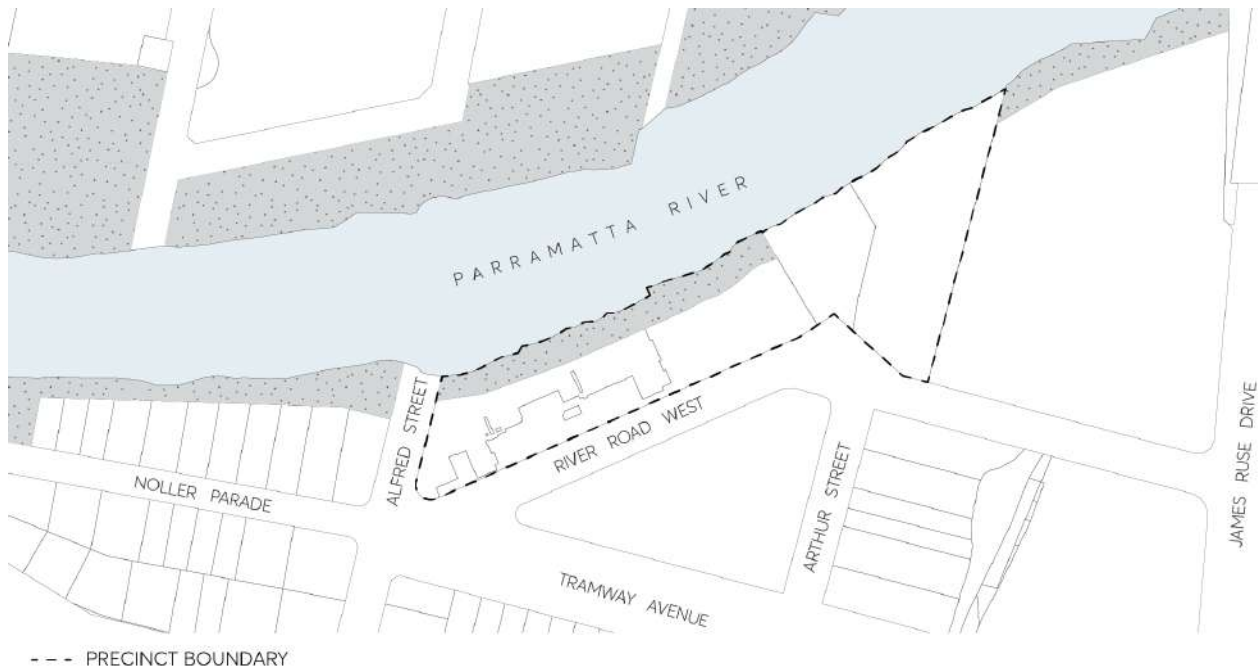 PARRAMATTA RIVER
ALFRED STREET
RIVER ROAD WEST
NOLLER PARADE
ARTHUR STREET
JAMES RUSE DRIVE
TRAMWAY AVENUE
--- PRECINCT BOUNDARY